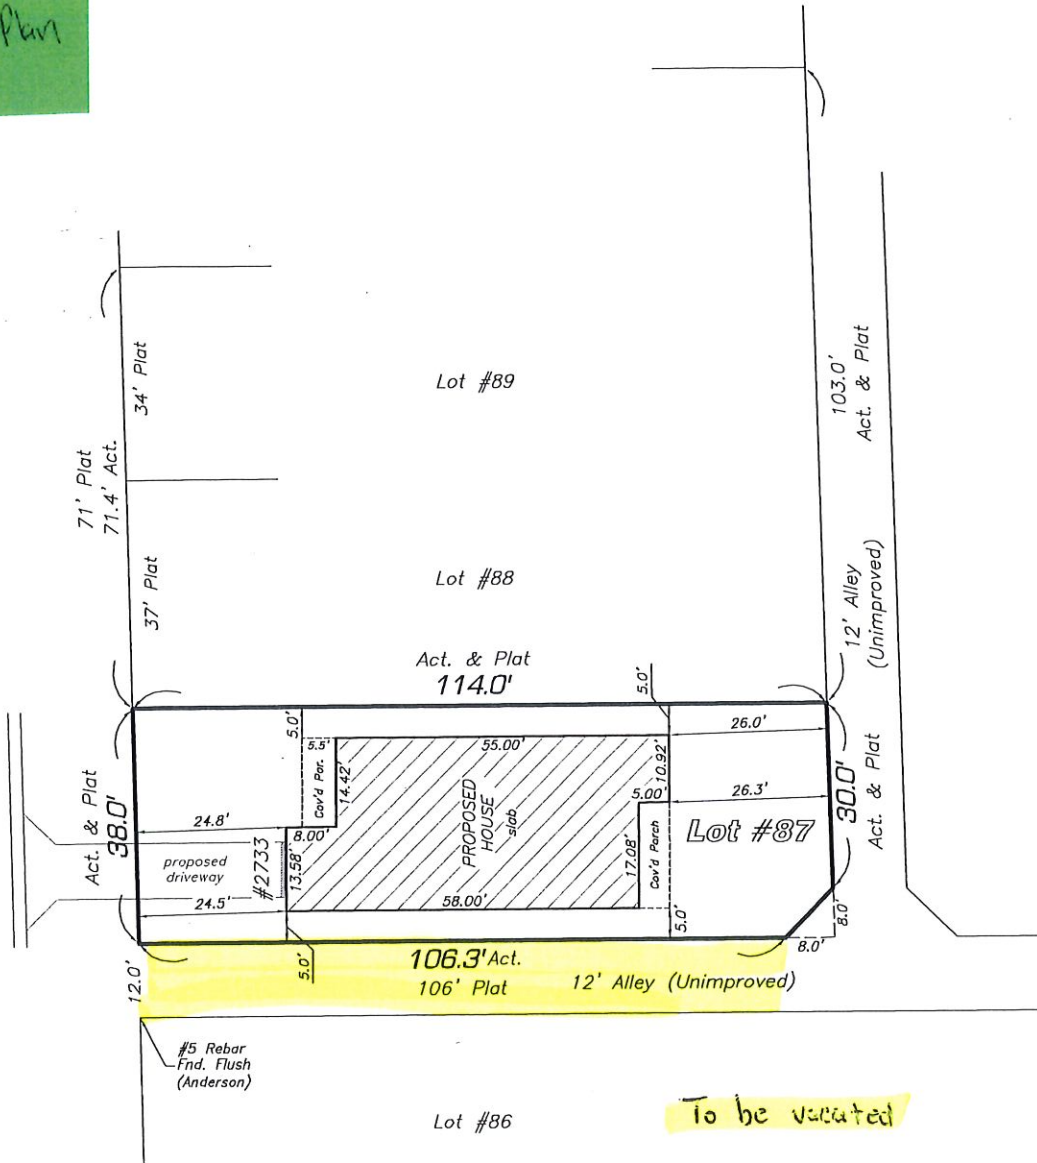 Plan
34' Plat
71' Plat
71.4' Act.
37' Plat
Lot #89
Lot #88
103.0'
Act. & Plat
12' Alley
(Unimproved)
Act. & Plat
114.0'
5.0'
5.0'
26.0'
5.5'
55.00'
10.92'
Cov'd Por.
14.42'
5.00'
26.3'
Act. & Plat
38.0'
24.8'
8.00'
PROPOSED
HOUSE
slab
17.08'
Cov'd Porch
Lot #87
30.0'
Act. & Plat
proposed
driveway
#2733
13.58'
24.5'
58.00'
5.0'
8.0'
8.0'
5.0'
12.0'
106.3' Act.
106' Plat
12' Alley (Unimproved)
#5 Rebar
Fnd. Flush
(Anderson)
Lot #86
To be vacated